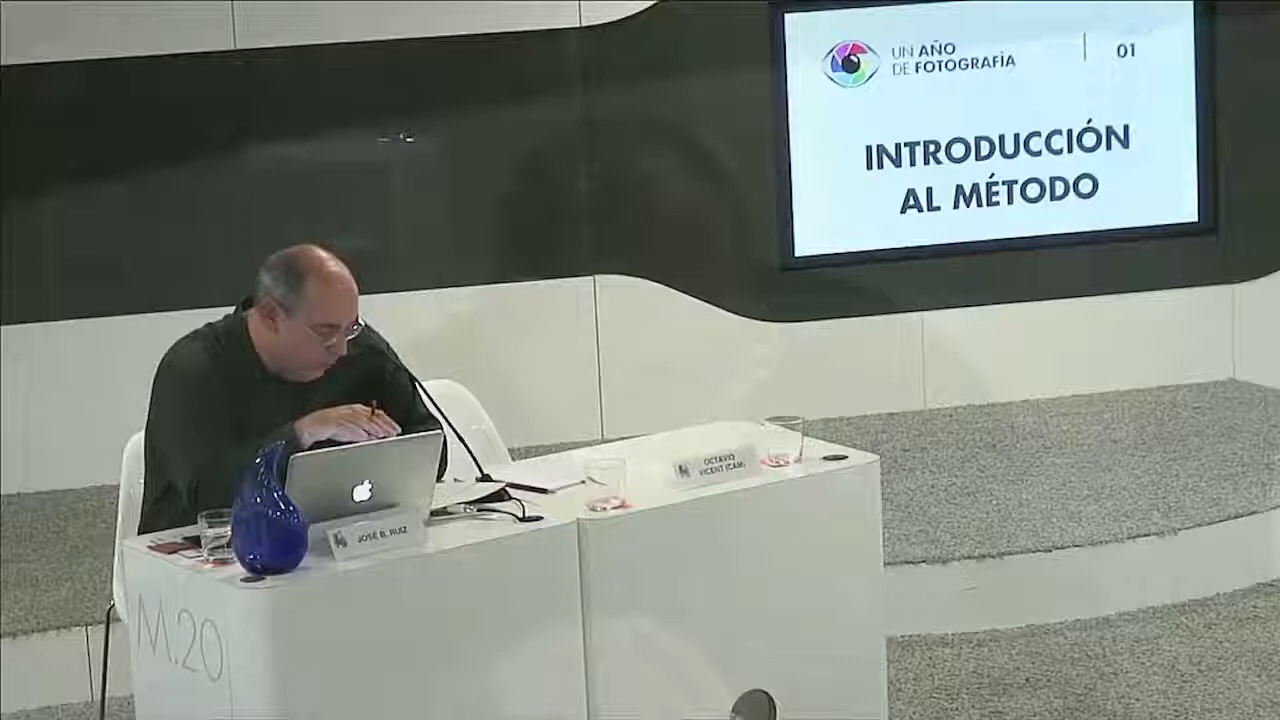 UN AÑO
DE FOTOGRAFÍA
01
INTRODUCCIÓN
AL MÉTODO
OCTAVIO
VICENT (CAM)
JOSÉ B. RUIZ
M.20